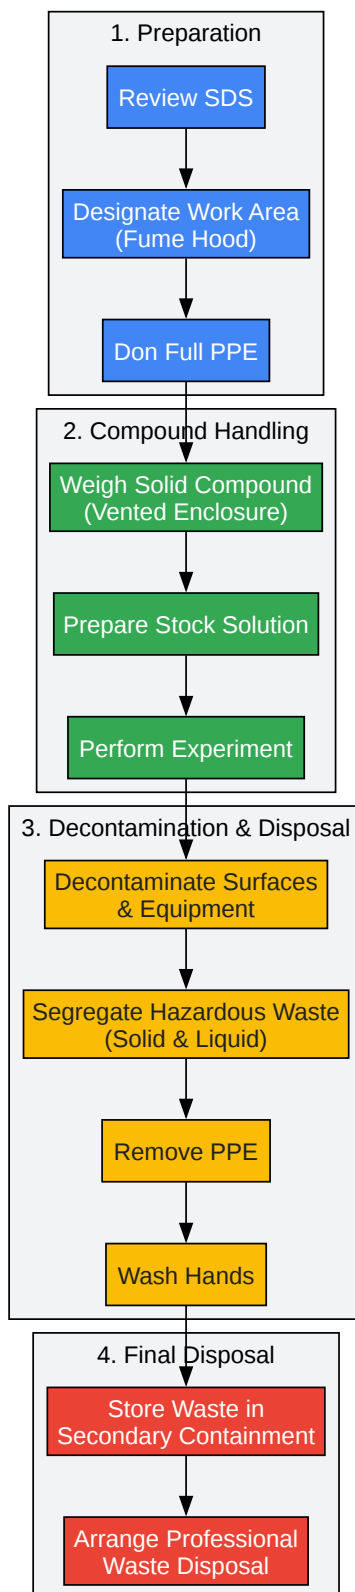 1. Preparation
Review SDS
Designate Work Area
(Fume Hood)
Don Full PPE
2. Compound Handling
Weigh Solid Compound
(Vented Enclosure)
Prepare Stock Solution
Perform Experiment
3. Decontamination & Disposal
Decontaminate Surfaces
& Equipment
Segregate Hazardous Waste
(Solid & Liquid)
Remove PPE
Wash Hands
4. Final Disposal
Store Waste in
Secondary Containment
Arrange Professional
Waste Disposal